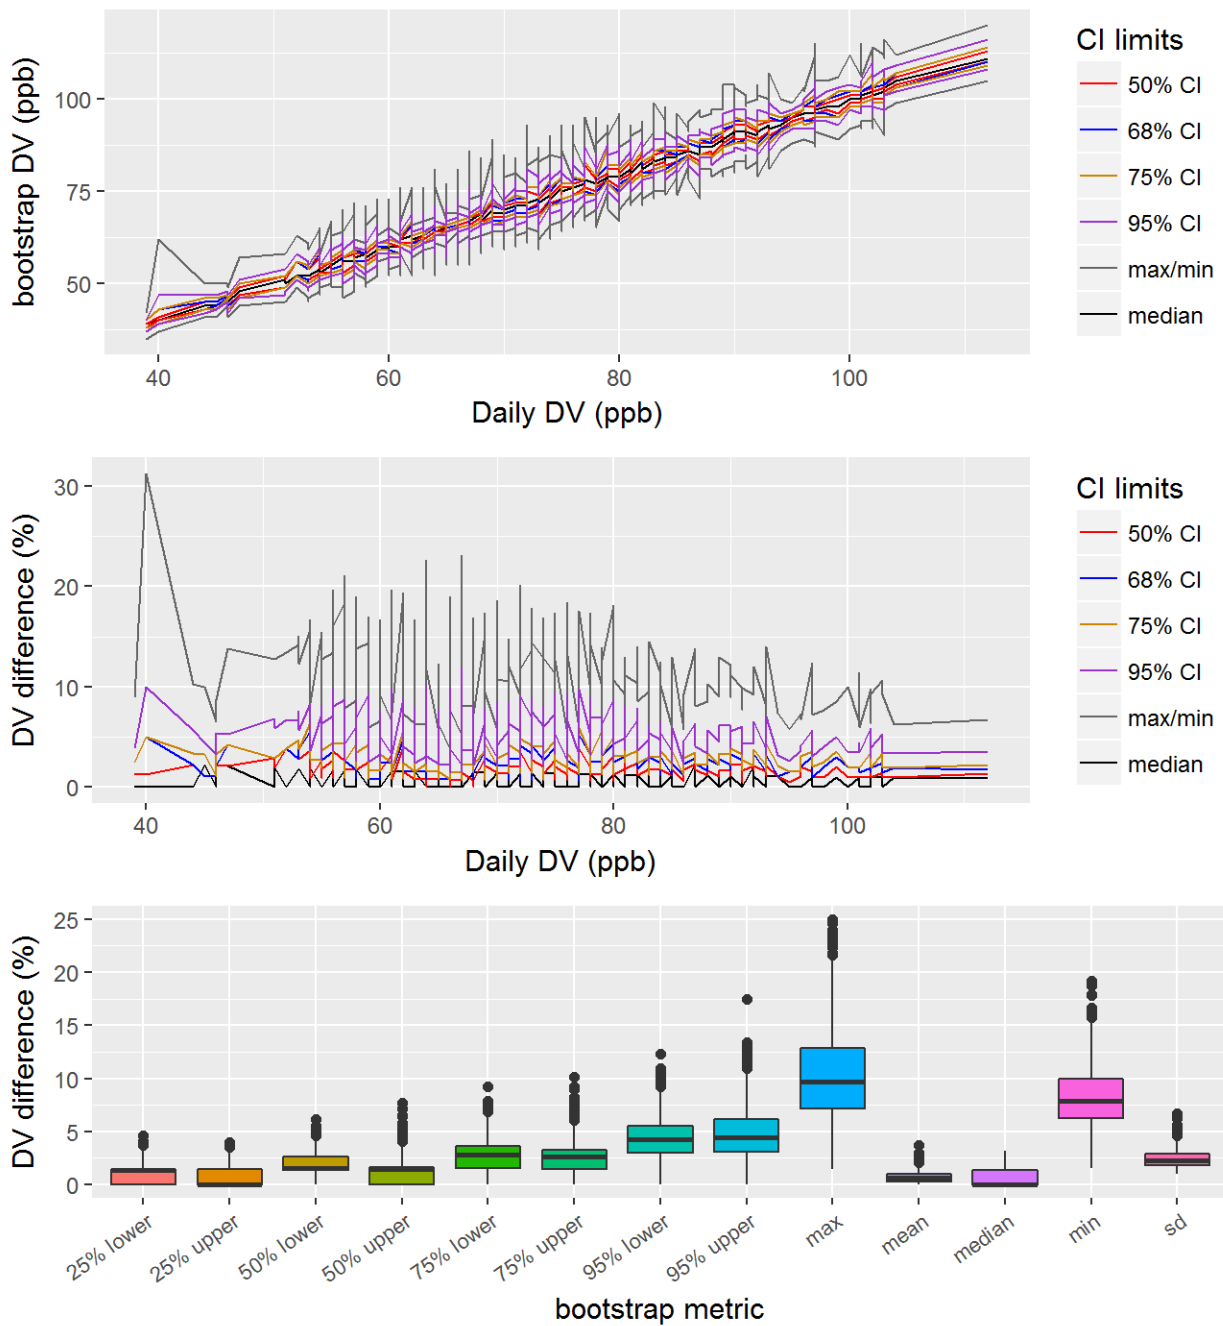 bootstrap DV (ppb)
100
75
50
40
60
80
100
Daily DV (ppb)
CI limits
50% CI
68% CI
75% CI
95% CI
max/min
median
DV difference (%)
30
20
10
0
40
60
80
100
Daily DV (ppb)
CI limits
50% CI
68% CI
75% CI
95% CI
max/min
median
DV difference (%)
25
20
15
10
5
0
25% lower
25% upper
50% lower
50% upper
75% lower
75% upper
95% lower
95% upper
max
mean
median
min
sd
bootstrap metric